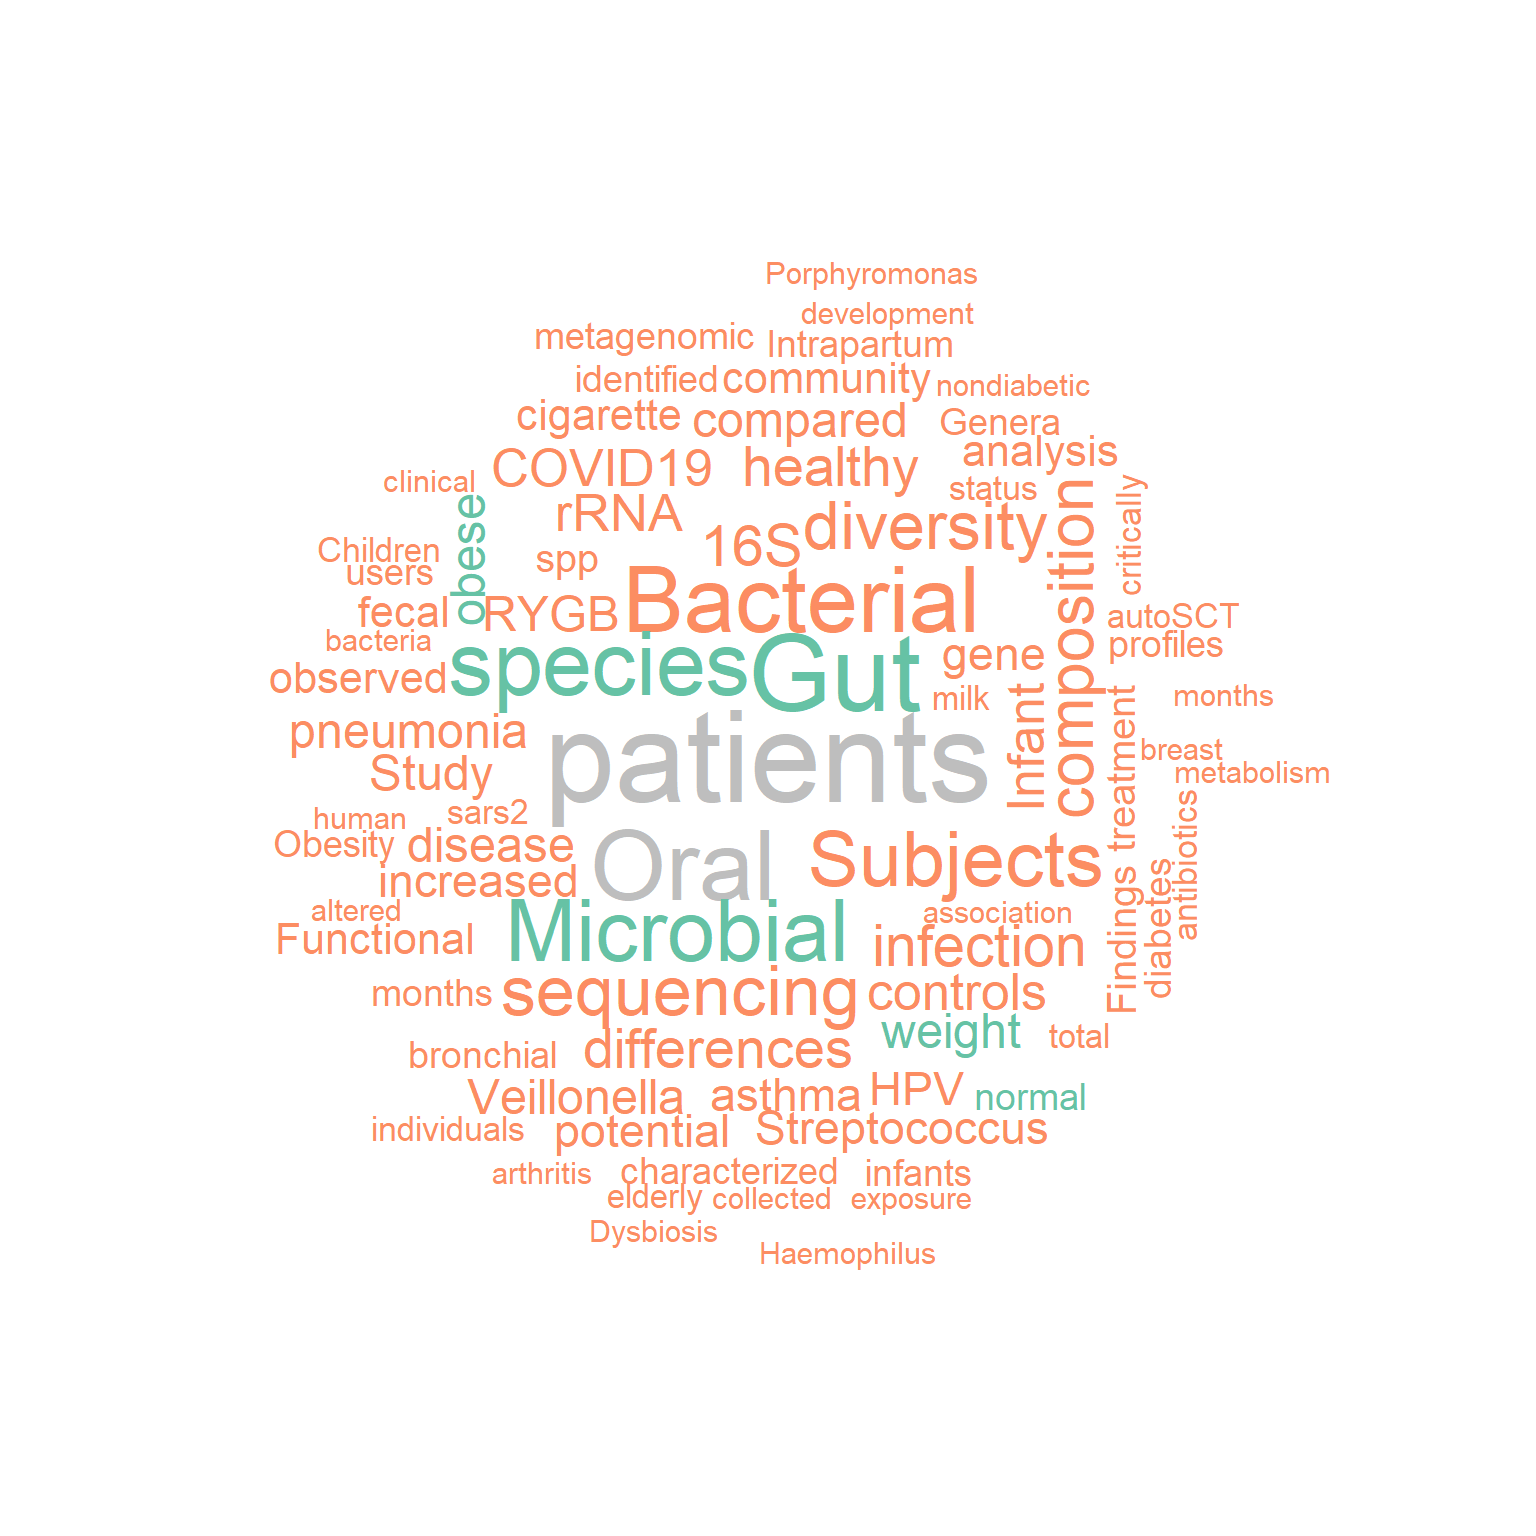 Porphyromonas
development
metagenomic
Intrapartum
identified
community
nondiabetic
cigarette
compared
Genera
analysis
COVID19
healthy
clinical
status
critically
obese
rRNA
16S
diversity
composition
Children
users
spp
Bacterial
fecal
RYGB
autoSCT
bacteria
profiles
observed
species
Gut
gene
milk
Infant
months
pneumonia
patients
treatment
breast
Study
metabolism
human
sars2
antibiotics
Obesity
disease
Oral
Subjects
increased
Findings
diabetes
altered
association
Functional
Microbial
infection
months
sequencing
controls
weight
total
bronchial
differences
Veillonella
asthma
HPV
normal
individuals
potential
Streptococcus
arthritis
characterized
infants
elderly
collected
exposure
Dysbiosis
Haemophilus